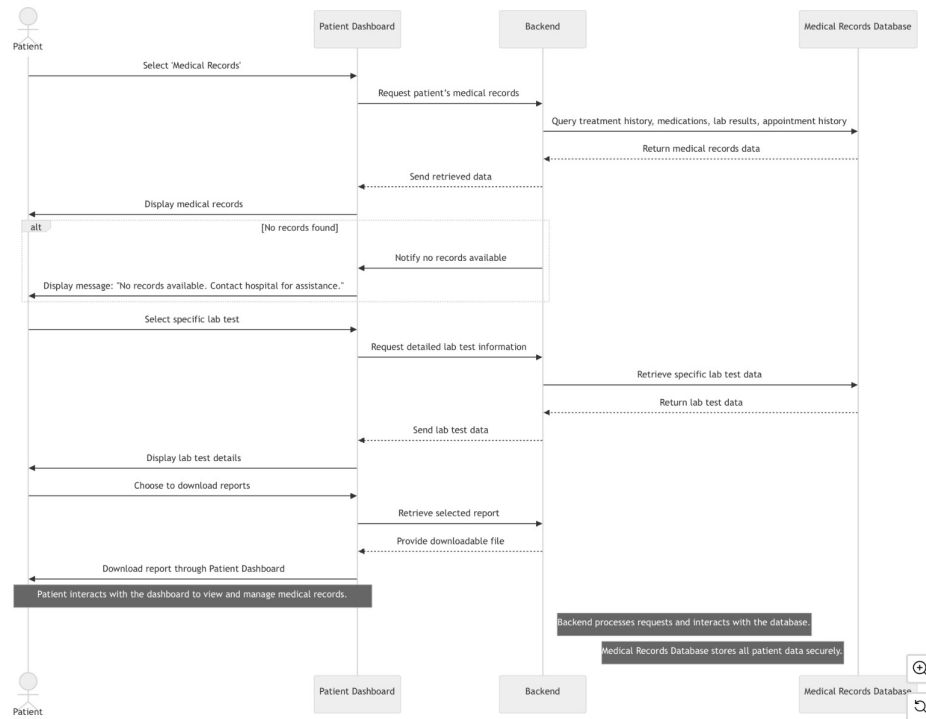 Patient Dashboard
Backend
Medical Records Database
Patient
Select 'Medical Records'
Request patient's medical records
Query treatment history, medications, lab results, appointment history
Return medical records data
Send retrieved data
Display medical records
alt
[No records found]
Notify no records available
Display message: "No records available. Contact hospital for assistance."
Select specific lab test
Request detailed lab test information
Retrieve specific lab test data
Return lab test data
Send lab test data
Display lab test details
Choose to download reports
Retrieve selected report
Provide downloadable file
Download report through Patient Dashboard
Patient interacts with the dashboard to view and manage medical records.
Backend processes requests and interacts with the database.
Medical Records Database stores all patient data securely.
Patient Dashboard
Backend
Medical Records Database
Patient